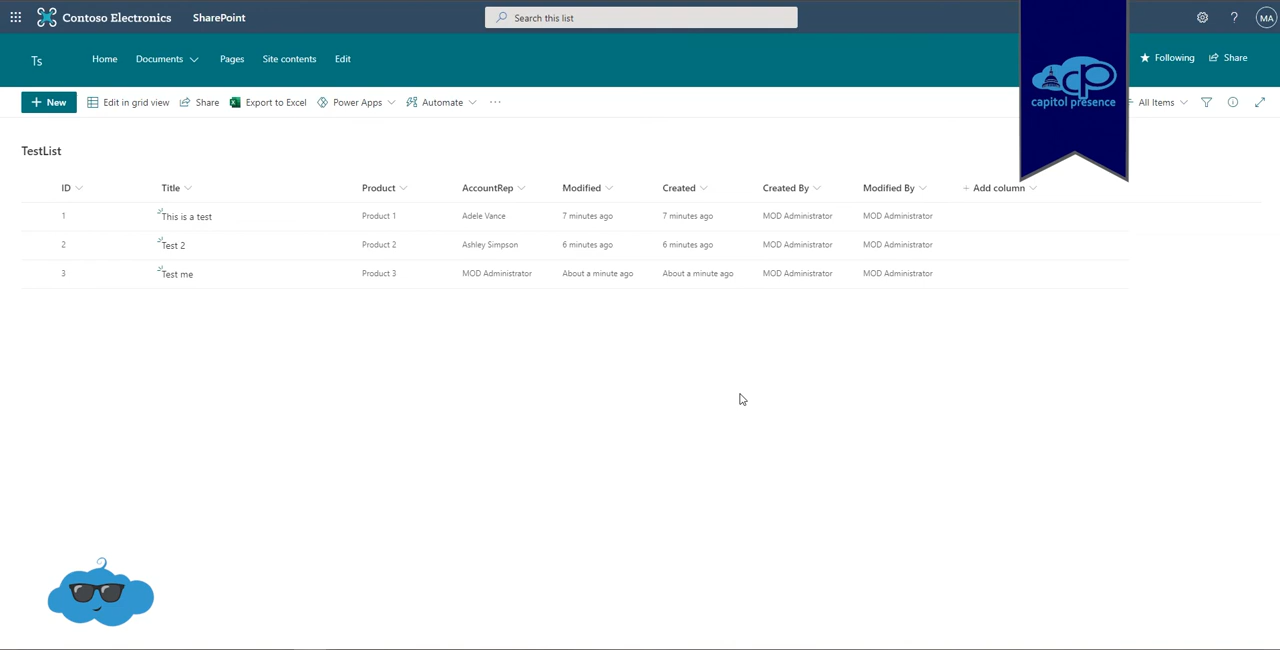 Contoso Electronics SharePoint Search this list ? MA
Ts Home Documents Pages Site contents Edit Following Share
+ New Edit in grid view Share Export to Excel Power Apps Automate ... All Items
capitol presence
TestList
ID Title Product AccountRep Modified Created Created By Modified By + Add column
1 This is a test Product 1 Adele Vance 7 minutes ago 7 minutes ago MOD Administrator MOD Administrator
2 Test 2 Product 2 Ashley Simpson 6 minutes ago 6 minutes ago MOD Administrator MOD Administrator
3 Test me Product 3 MOD Administrator About a minute ago About a minute ago MOD Administrator MOD Administrator